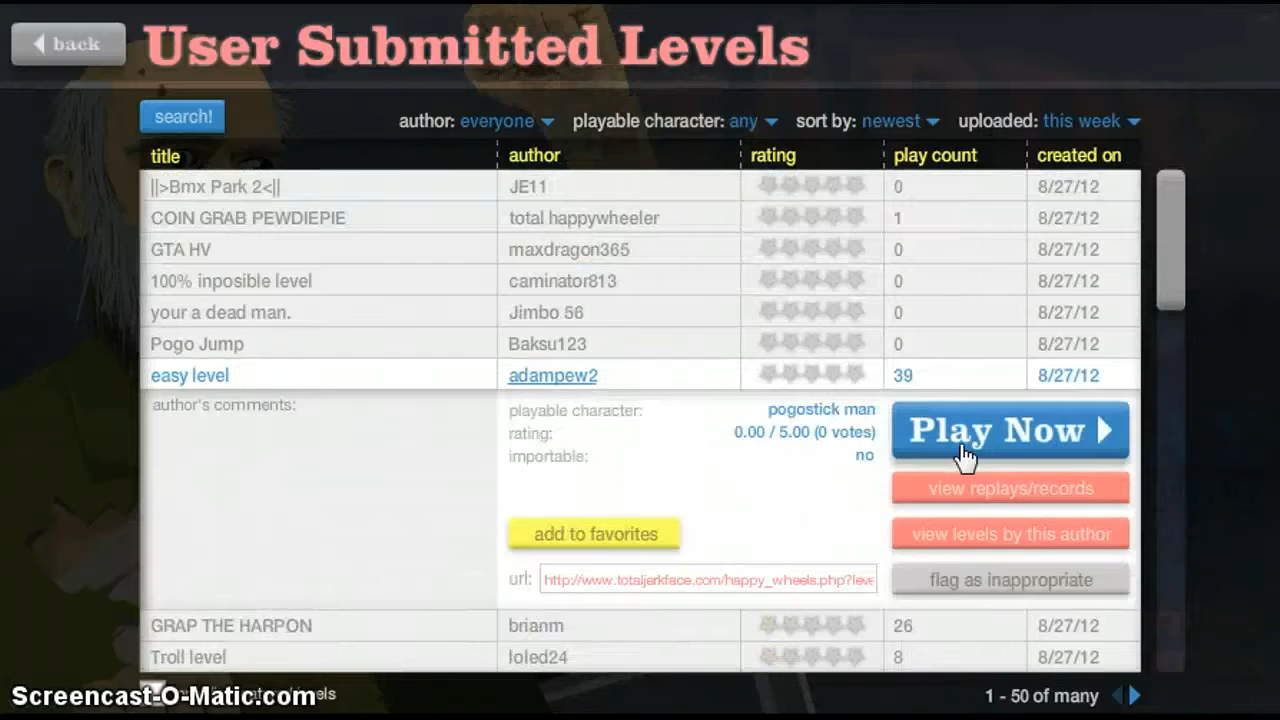 back
User Submitted Levels
search!
author: everyone playable character: any sort by: newest uploaded: this week
title author rating play count created on
||>Bmx Park 2<|| JE11 0 8/27/12
COIN GRAB PEWDIEPIE total happywheeler 1 8/27/12
GTA HV maxdragon365 0 8/27/12
100% inposible level caminator813 0 8/27/12
your a dead man. Jimbo 56 0 8/27/12
Pogo Jump Baksu123 0 8/27/12
easy level adampew2 39 8/27/12
author's comments:
playable character: pogostick man
rating: 0.00 / 5.00 (0 votes)
importable: no
Play Now
view replays/records
add to favorites
view levels by this author
url: http://www.totaljerkface.com/happy_wheels.php?leve
flag as inappropriate
GRAP THE HARPON brianm 26 8/27/12
Troll level loled24 8 8/27/12
Screencast-O-Matic.com
1 - 50 of many